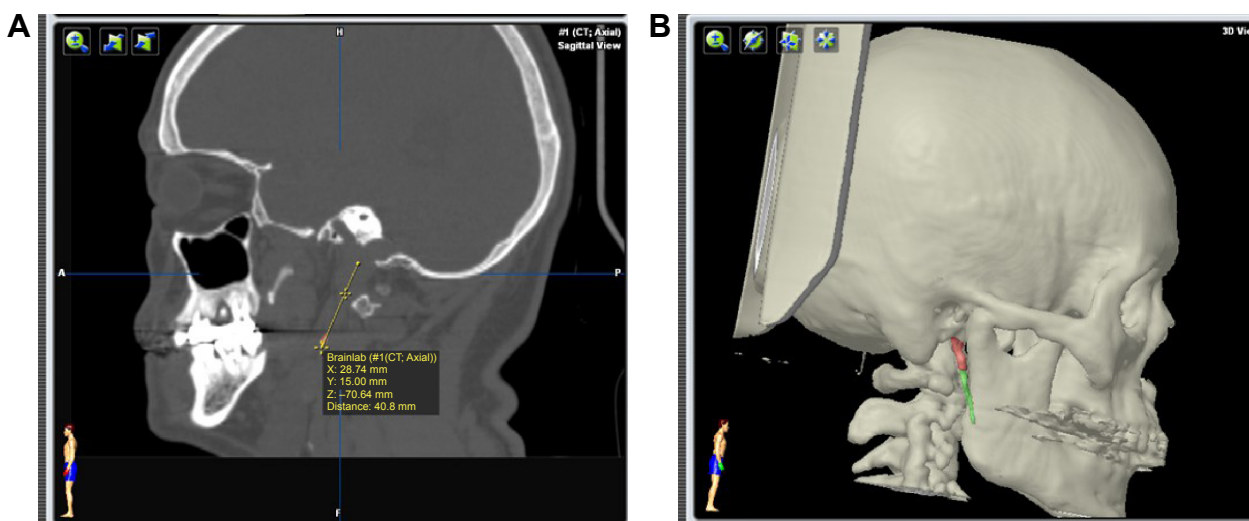 A
H
#1 (CT; Axial)
Sagittal View
A
P
Brainlab (#1(CT; Axial))
X: 28.74 mm
Y: 15.00 mm
Z: –70.64 mm
Distance: 40.8 mm
F
B
3D Vie